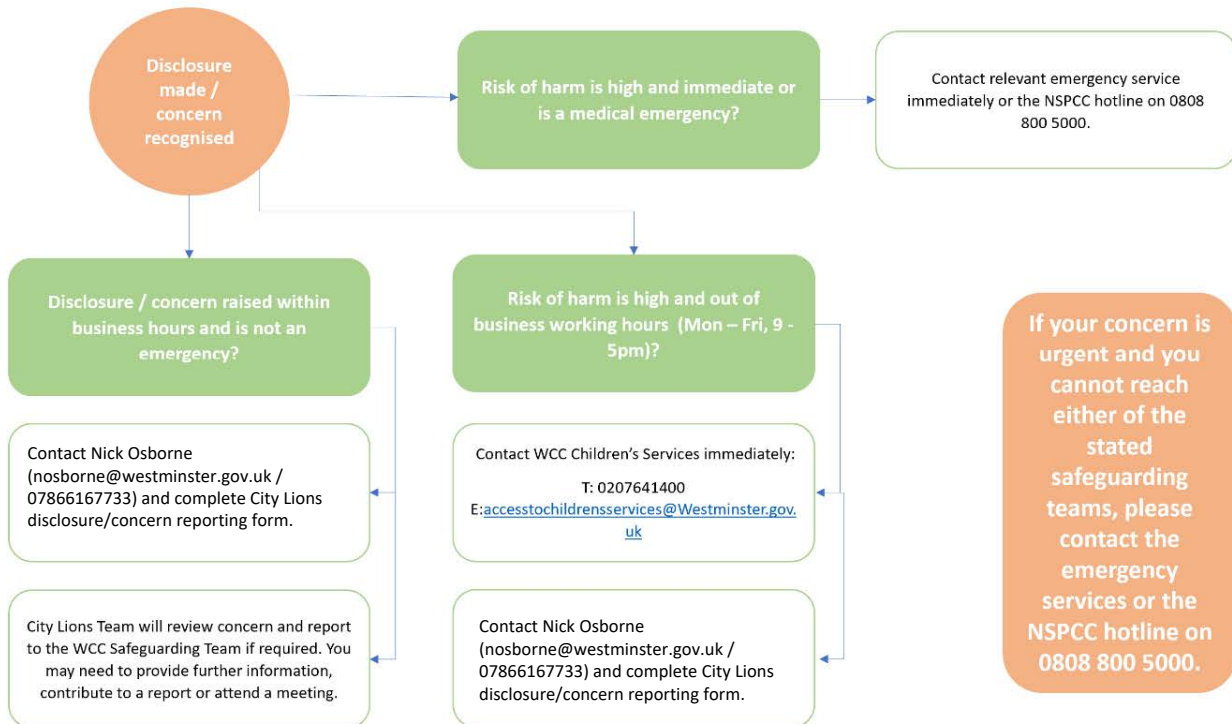 Disclosure
made /
concern
recognised
Risk of harm is high and immediate or
is a medical emergency?
Contact relevant emergency service
immediately or the NSPCC hotline on 0808
800 5000.
Disclosure / concern raised within
business hours and is not an
emergency?
Risk of harm is high and out of
business working hours  (Mon – Fri, 9 -
5pm)?
Contact Nick Osborne
(nosborne@westminster.gov.uk /
07866167733) and complete City Lions
disclosure/concern reporting form.
Contact WCC Children’s Services immediately:
T: 0207641400
E:accesstochildrensservices@Westminster.gov.
uk
City Lions Team will review concern and report
to the WCC Safeguarding Team if required. You
may need to provide further information,
contribute to a report or attend a meeting.
Contact Nick Osborne
(nosborne@westminster.gov.uk /
07866167733) and complete City Lions
disclosure/concern reporting form.
If your concern is
urgent and you
cannot reach
either of the
stated
safeguarding
teams, please
contact the
emergency
services or the
NSPCC hotline on
0808 800 5000.